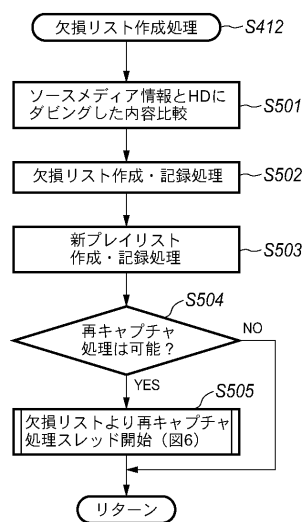 欠損リスト作成処理
S412
ソースメディア情報とHDに
ダビングした内容比較
S501
欠損リスト作成・記録処理
S502
新プレイリスト
作成・記録処理
S503
S504
再キャプチャ
処理は可能？
NO
YES
S505
欠損リストより再キャプチャ
処理スレッド開始（図6）
リターン